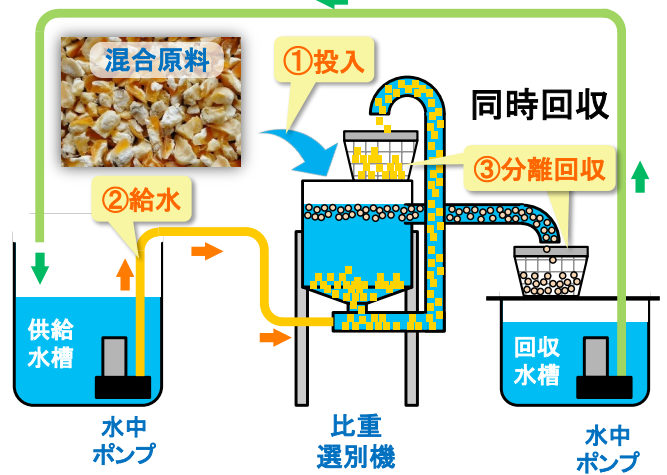 混合原料
①投入
同時回収
③分離回収
②給水
供給
水槽
回収
水槽
水中
ポンプ
比重
選別機
水中
ポンプ